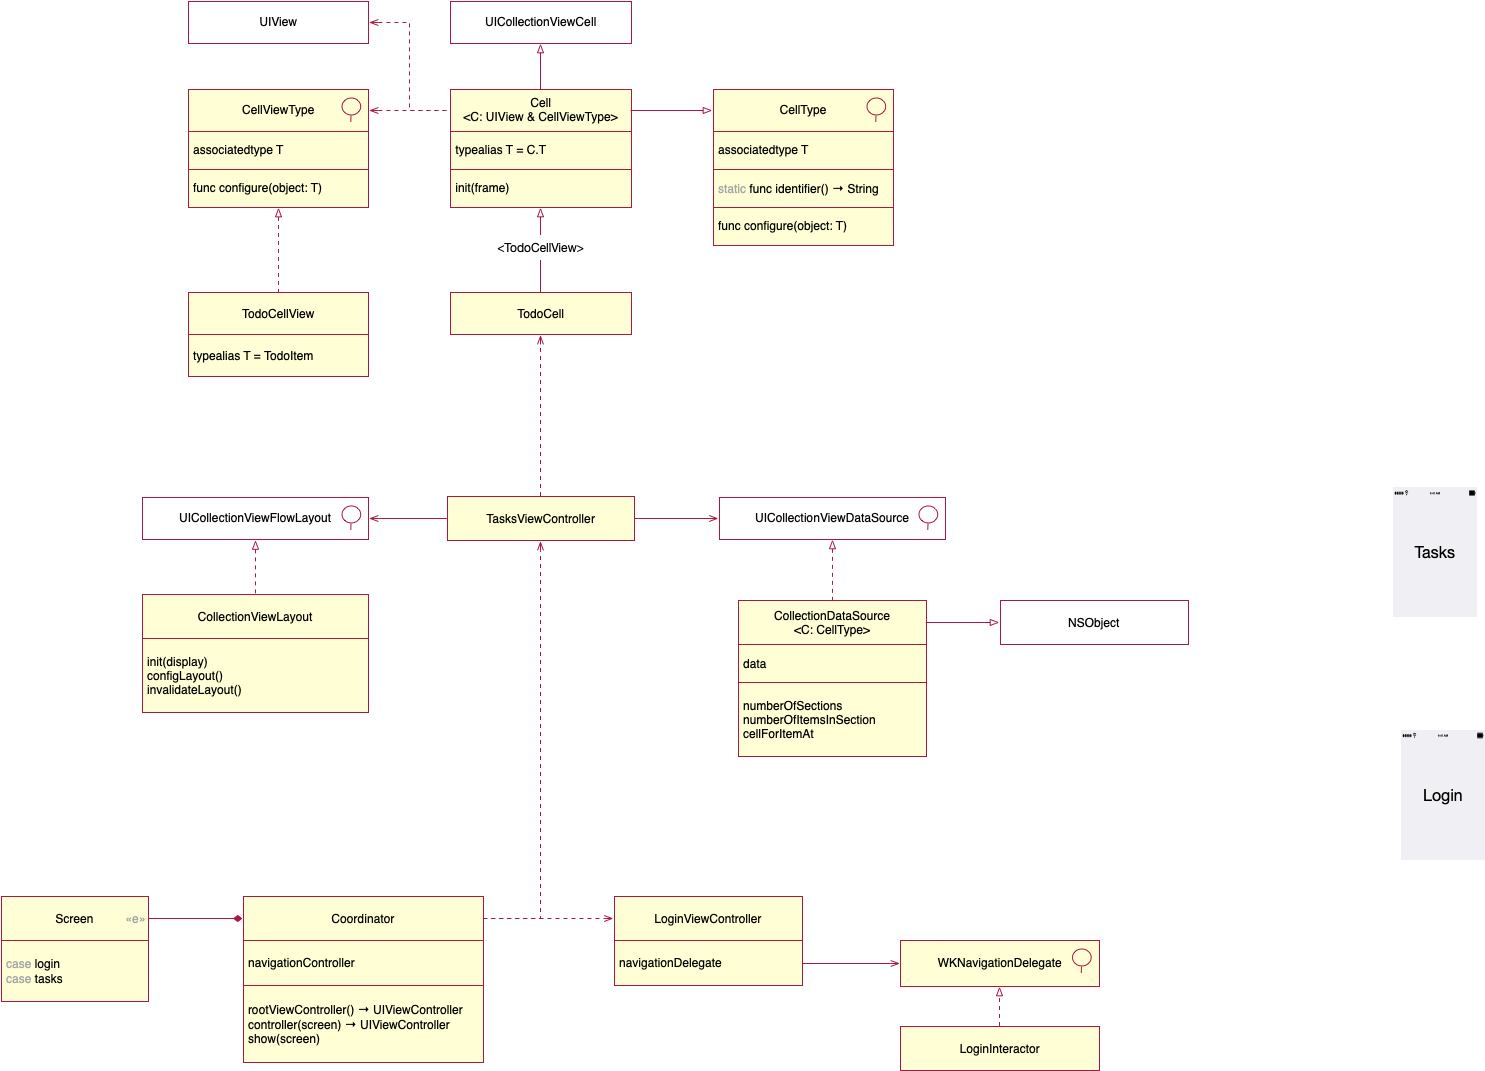 UIView
UICollectionViewCell
CellViewType
associatedtype T
func configure(object: T)
Cell
<C: UIView & CellViewType>
typealias T = C.T
init(frame)
CellType
associatedtype T
static func identifier() → String
func configure(object: T)
<TodoCellView>
TodoCellView
typealias T = TodoItem
TodoCell
UICollectionViewFlowLayout
TasksViewController
UICollectionViewDataSource
Tasks
CollectionViewLayout
init(display)
configLayout()
invalidateLayout()
CollectionDataSource
<C: CellType>
data
numberOfSections
numberOfItemsInSection
cellForItemAt
NSObject
Login
Screen «e»
case login
case tasks
Coordinator
navigationController
rootViewController() → UIViewController
controller(screen) → UIViewController
show(screen)
LoginViewController
navigationDelegate
WKNavigationDelegate
LoginInteractor